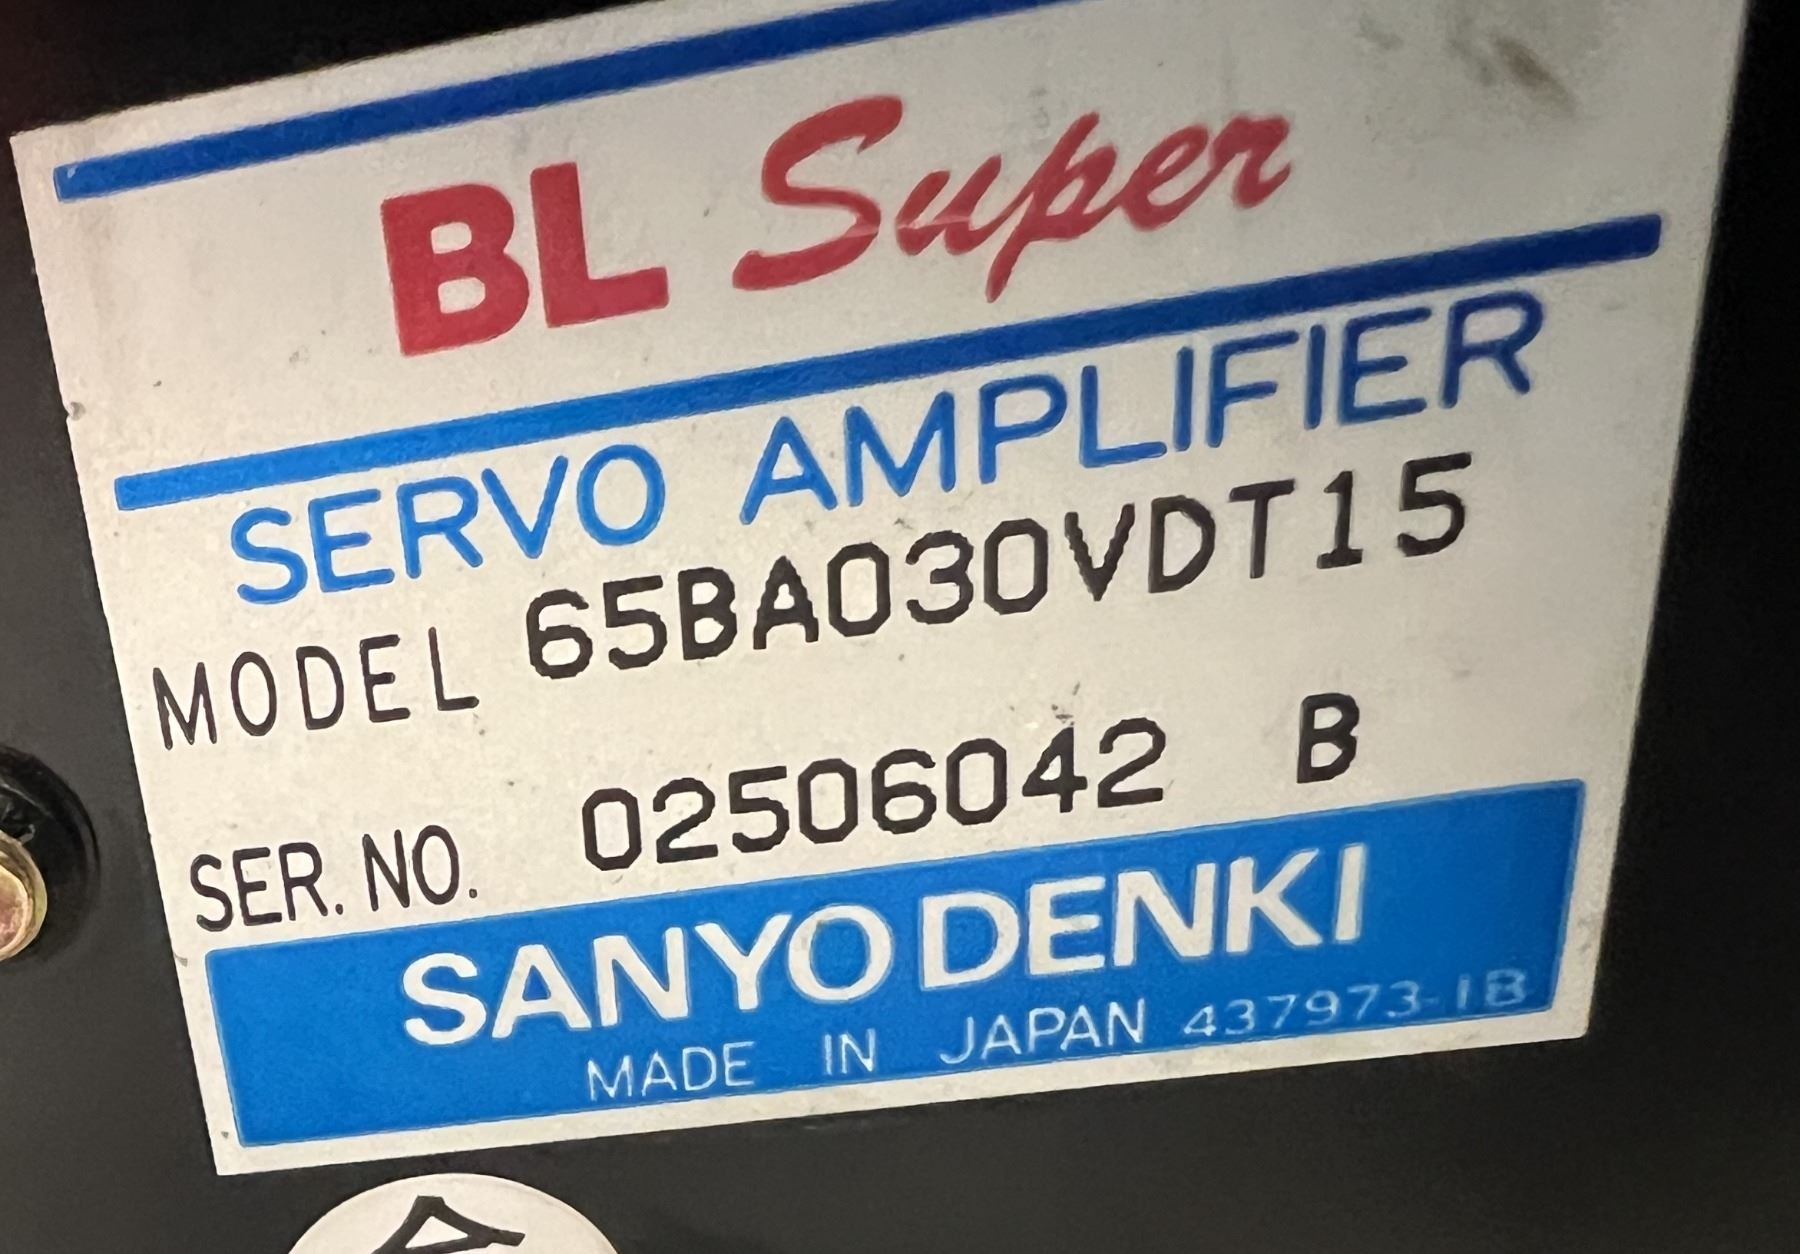 BL Super
SERVO AMPLIFIER
MODEL 65BA030VDT15
SER. NO. 02506042 B
SANYO DENKI
MADE IN JAPAN 437973-1B